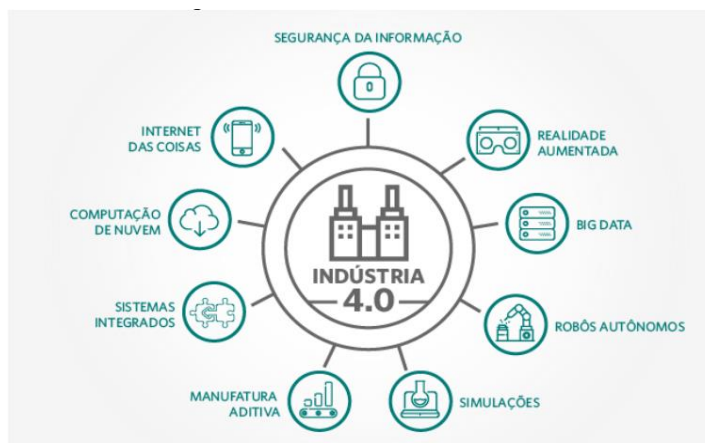 SEGURANÇA DA INFORMAÇÃO
INTERNET
DAS COISAS
REALIDADE
AUMENTADA
COMPUTAÇÃO
DE NUVEM
BIG DATA
INDÚSTRIA
4.0
SISTEMAS
INTEGRADOS
ROBÔS AUTÔNOMOS
MANUFATURA
ADITIVA
SIMULAÇÕES